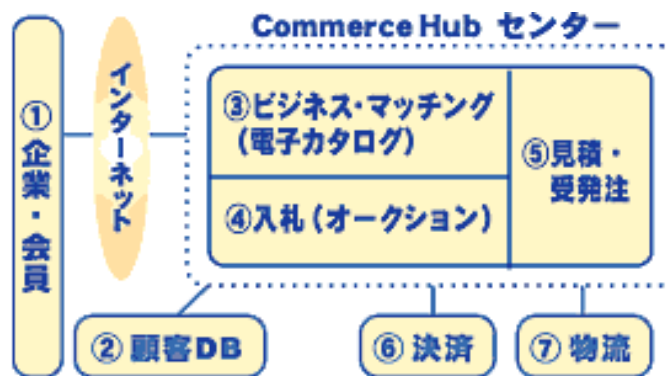 Commerce Hub センター
①企業・会員
インターネット
③ビジネス・マッチング
(電子カタログ)
④入札(オークション)
⑤見積・
受発注
②顧客DB
⑥決済
⑦物流